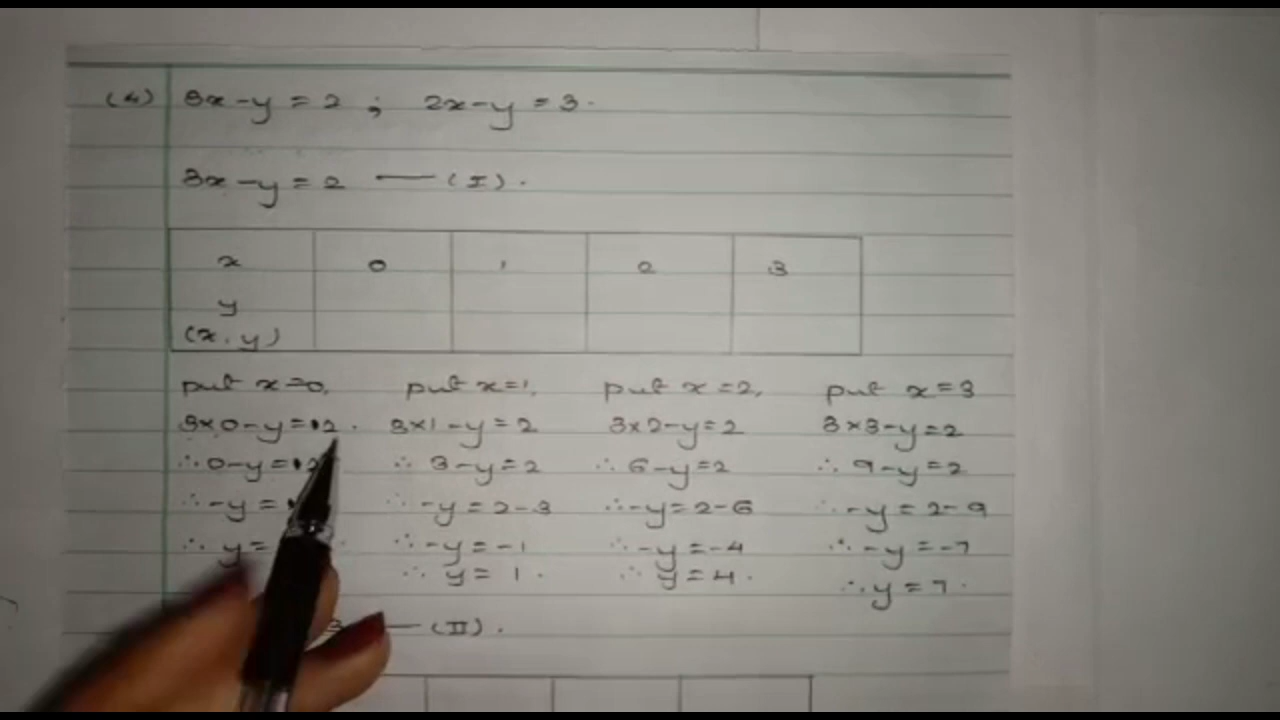 (4) 3x-y=2 ; 2x-y=3.
3x-y=2 — (I).
x 0 1 2 3
y
(x, y)
put x=0, put x=1, put x=2, put x=3
3×0-y=2. 3×1-y=2 3×2-y=2 3×3-y=2
∴0-y=2 ∴ 3-y=2 ∴ 6-y=2 ∴ 9-y=2
∴-y= ∴-y=2-3 ∴-y=2-6 ∴-y=2-9
∴ y= ∴-y=-1 ∴-y=-4 ∴-y=-7
∴ y=1. ∴ y=4. ∴ y=7.
3 — (II).